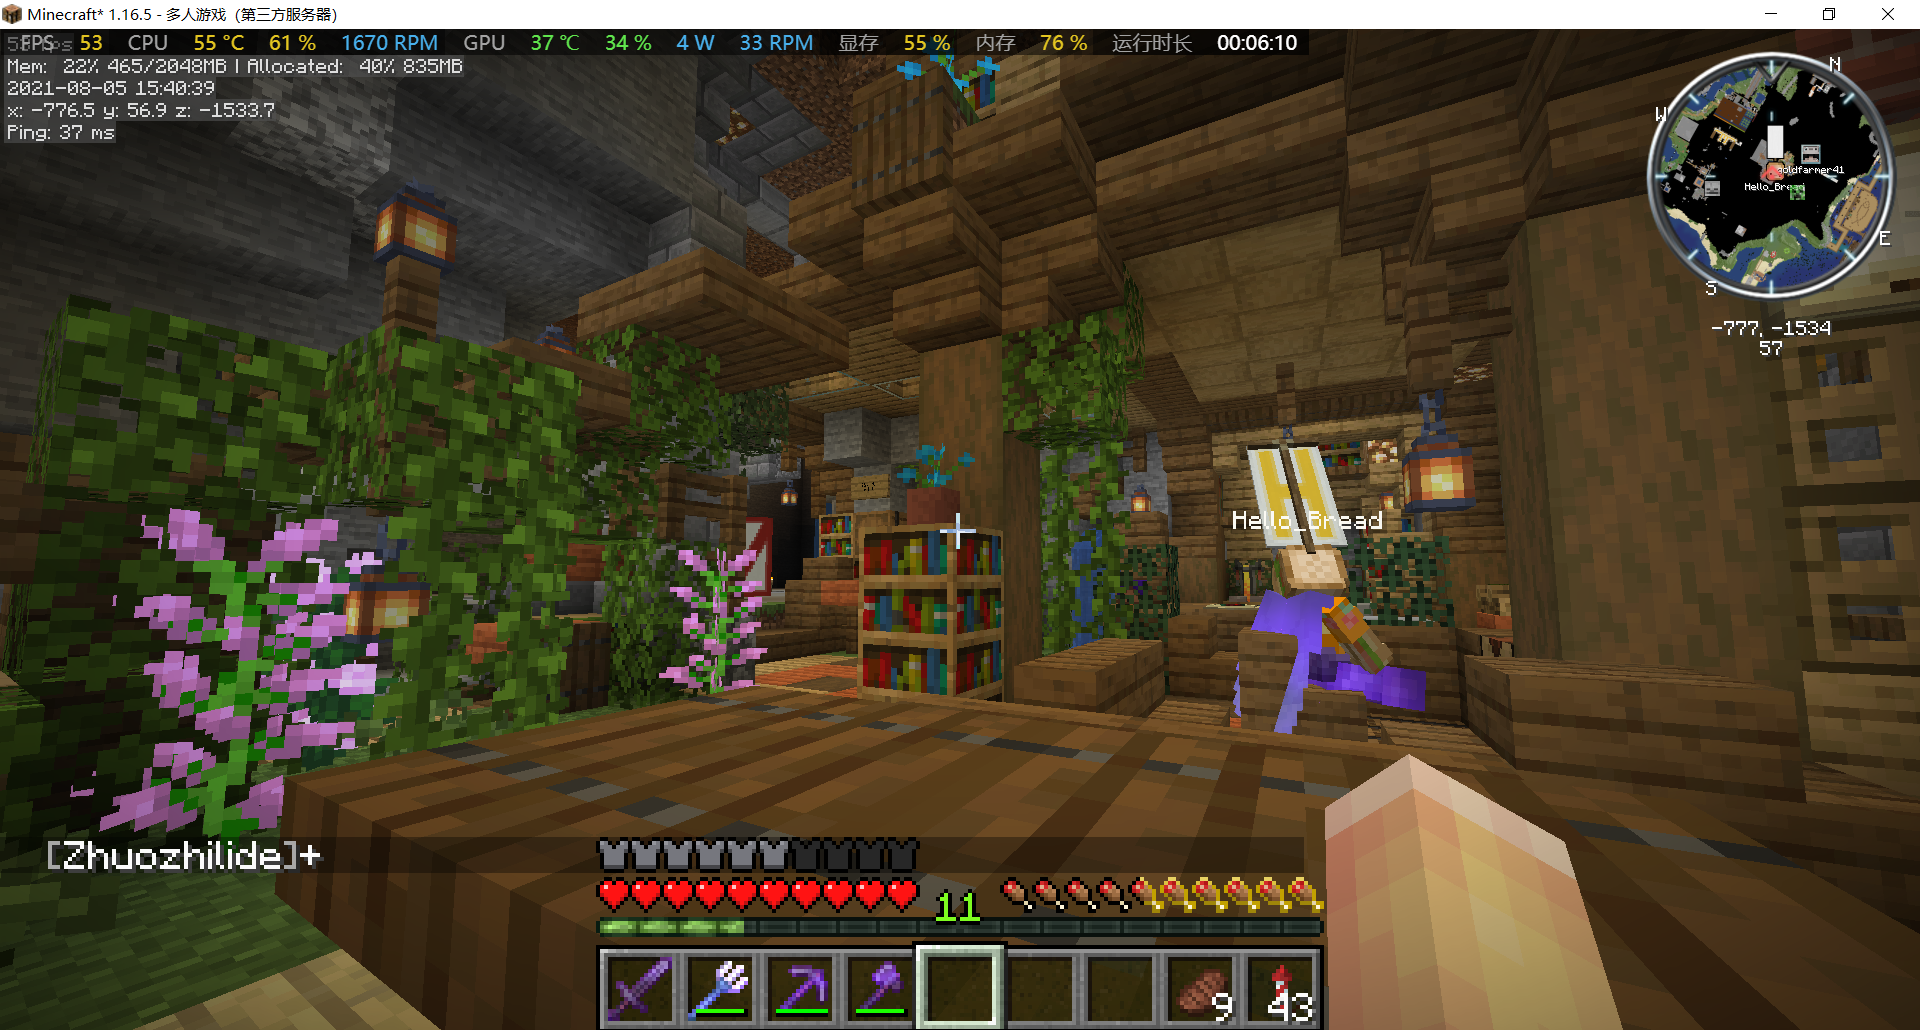 Minecraft* 1.16.5 - 多人游戏（第三方服务器）
FPS 53 CPU 55 °C 61 % 1670 RPM GPU 37 ℃ 34 % 4 W 33 RPM 显存 55 % 内存 76 % 运行时长 00:06:10
Mem: 22% 465/2048MB | Allocated: 40% 835MB
2021-08-05 15:40:39
x: -776.5 y: 56.9 z: -1533.7
Ping: 37 ms
N
W
goldfarmer41
Hello_Bread
E
S
-777, -1534
57
Hello_Bread
[Zhuozhilide]+
11
9
43